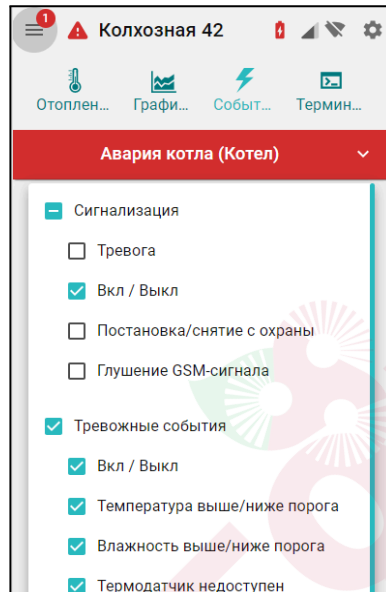 1
Колхозная 42
Отоплен... Графи... Событ... Термин...
Авария котла (Котел)
Сигнализация
Тревога
Вкл / Выкл
Постановка/снятие с охраны
Глушение GSM-сигнала
Тревожные события
Вкл / Выкл
Температура выше/ниже порога
Влажность выше/ниже порога
Термодатчик недоступен